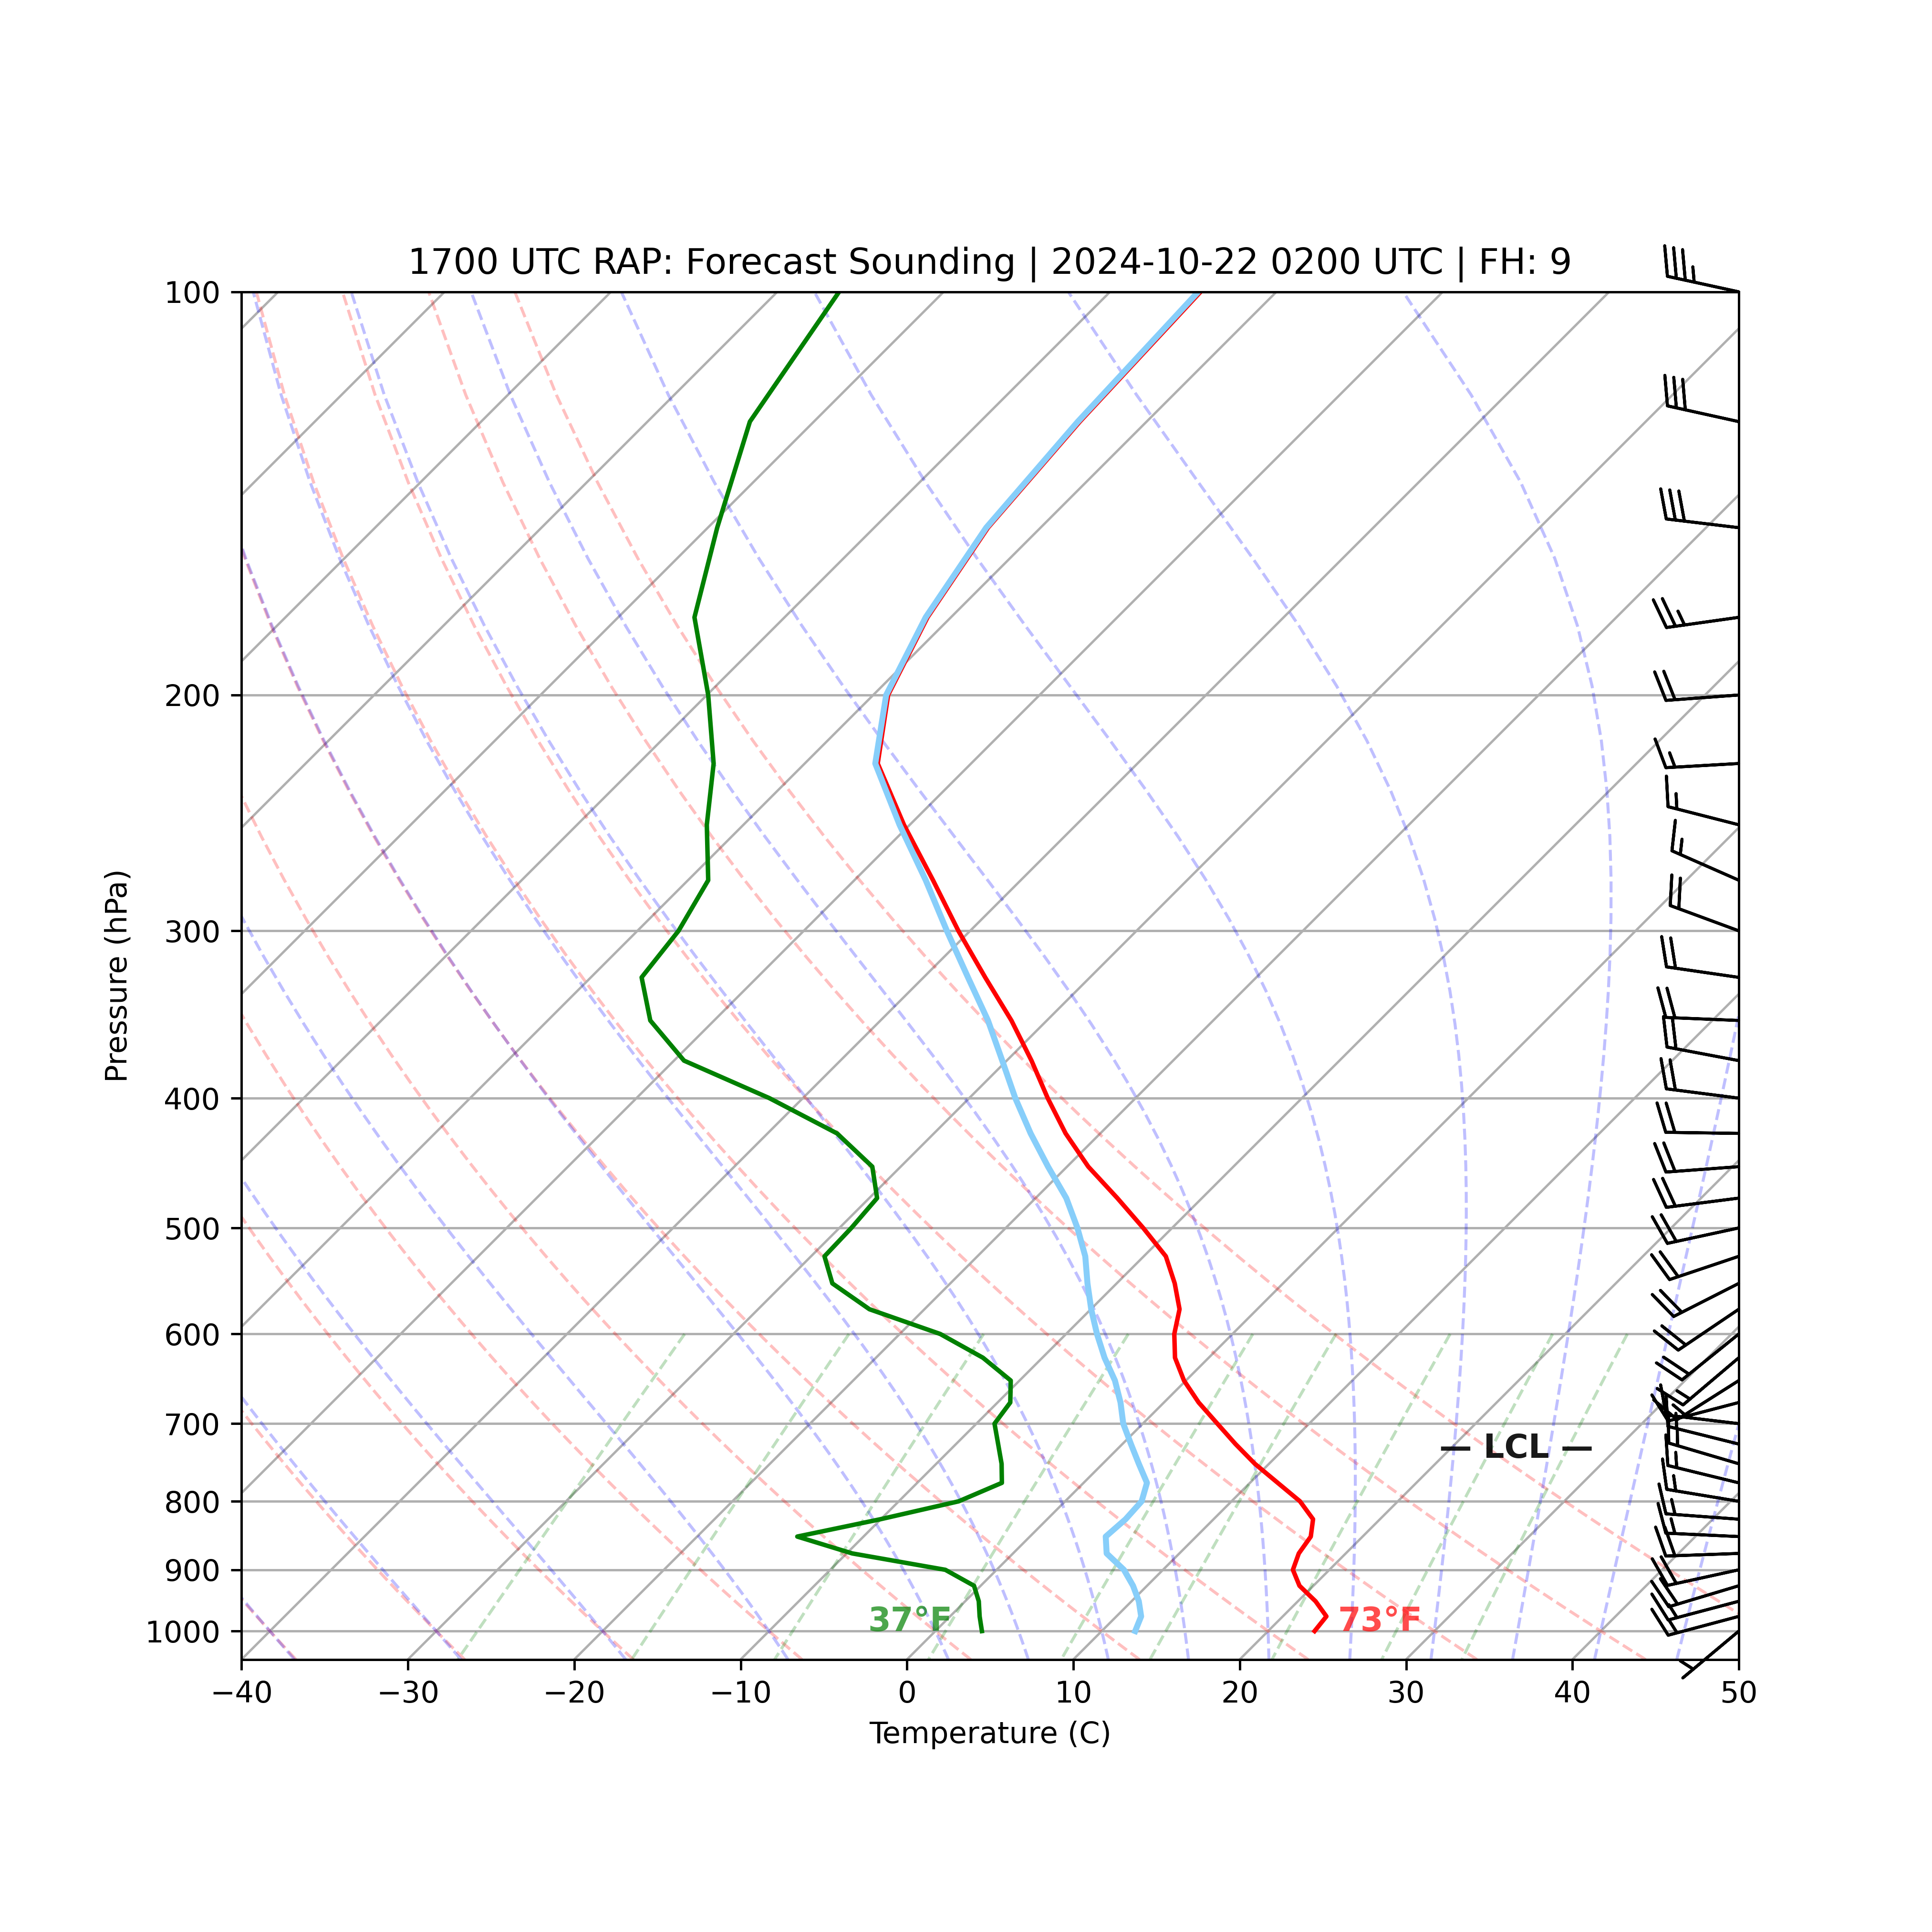 1700 UTC RAP: Forecast Sounding | 2024-10-22 0200 UTC | FH: 9
100
200
300
400
500
600
700
800
900
1000
Pressure (hPa)
— LCL —
37°F
73°F
−40 −30 −20 −10 0 10 20 30 40 50
Temperature (C)